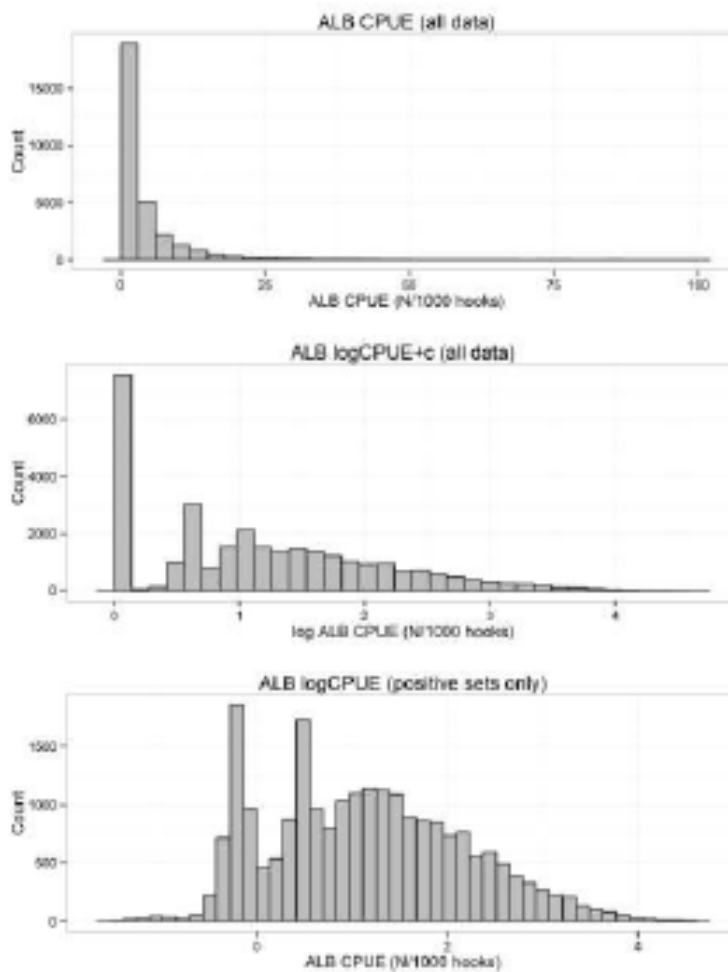 ALB CPUE (all data)
15000
10000
5000
0
Count
0 25 50 75 100
ALB CPUE (N/1000 hooks)
ALB logCPUE+c (all data)
6000
4000
2000
0
Count
0 1 2 3 4
log ALB CPUE (N/1000 hooks)
ALB logCPUE (positive sets only)
1500
1000
500
0
Count
0 2 4
ALB CPUE (N/1000 hooks)